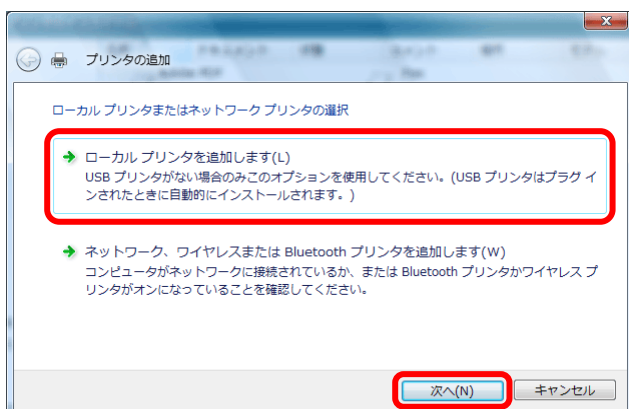 プリンタの追加
ローカル プリンタまたはネットワーク プリンタの選択
ローカル プリンタを追加します(L)
USB プリンタがない場合のみこのオプションを使用してください。(USB プリンタはプラグ イ
ンされたときに自動的にインストールされます。)
ネットワーク、ワイヤレスまたは Bluetooth プリンタを追加します(W)
コンピュータがネットワークに接続されているか、または Bluetooth プリンタかワイヤレス プ
リンタがオンになっていることを確認してください。
次へ(N)
キャンセル